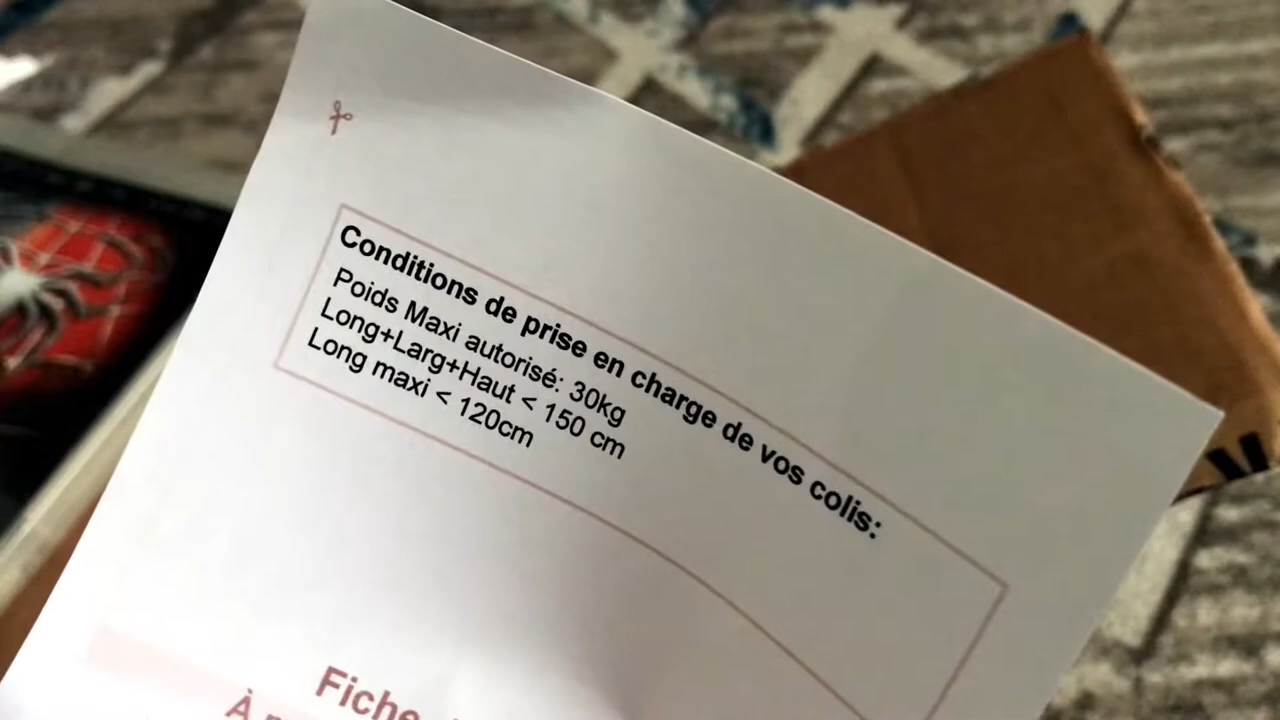 Conditions de prise en charge de vos colis:
Poids Maxi autorisé: 30kg
Long+Larg+Haut < 150 cm
Long maxi < 120cm
Fiche
À